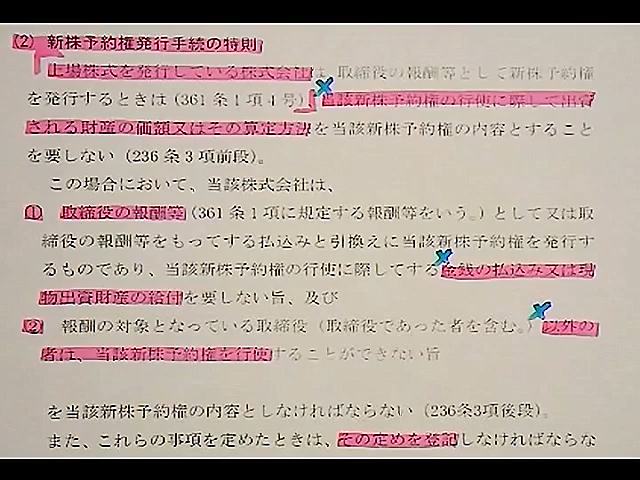 (2) 新株予約権発行手続の特則
上場株式を発行している株式会社は、取締役の報酬等として新株予約権
を発行するときは（361条1項4号）、当該新株予約権の行使に際して出資
される財産の価額又はその算定方法を当該新株予約権の内容とすること
を要しない（236条3項前段）。
この場合において、当該株式会社は、
① 取締役の報酬等（361条1項に規定する報酬等をいう。）として又は取
締役の報酬等をもってする払込みと引換えに当該新株予約権を発行す
るものであり、当該新株予約権の行使に際してする金銭の払込み又は現
物出資財産の給付を要しない旨、及び
② 報酬の対象となっている取締役（取締役であった者を含む。）以外の
者は、当該新株予約権を行使することができない旨
を当該新株予約権の内容としなければならない（236条3項後段）。
また、これらの事項を定めたときは、その定めを登記しなければならな